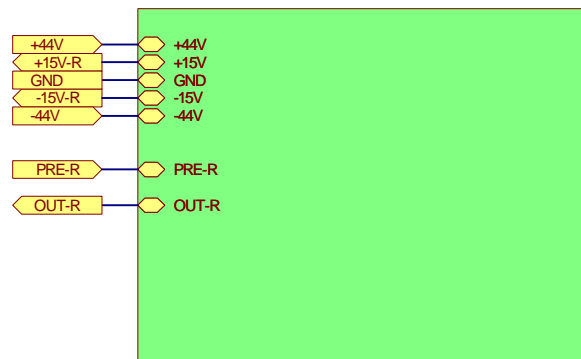 +44V +44V
+15V-R +15V
GND GND
-15V-R -15V
-44V -44V
PRE-R PRE-R
OUT-R OUT-R